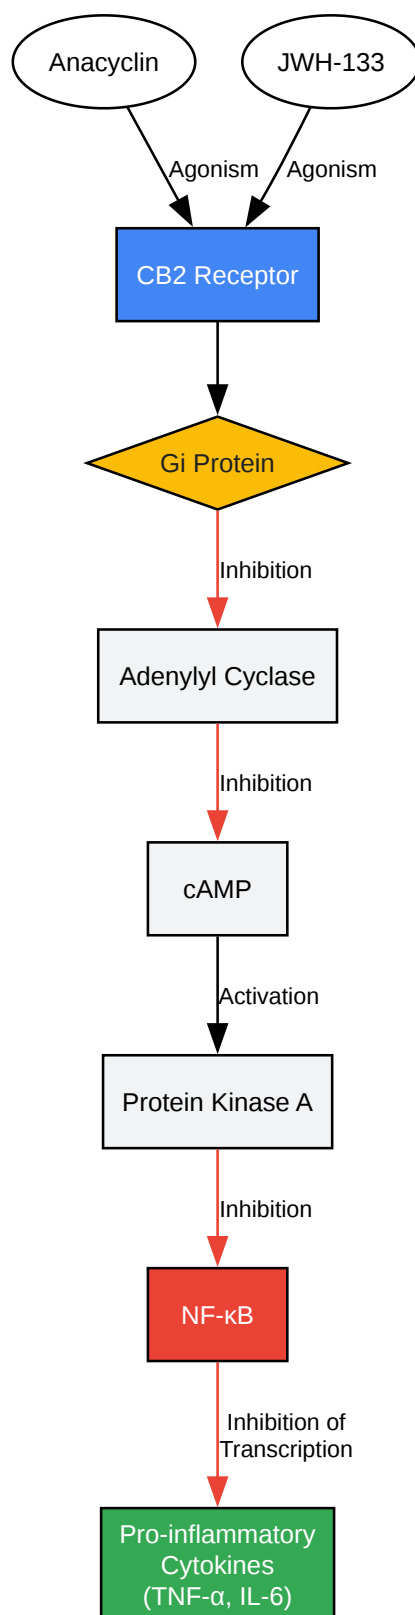 Anacyclin
JWH-133
Agonism
Agonism
CB2 Receptor
Gi Protein
Inhibition
Adenylyl Cyclase
Inhibition
cAMP
Activation
Protein Kinase A
Inhibition
NF-κB
Inhibition of
Transcription
Pro-inflammatory
Cytokines
(TNF-α, IL-6)